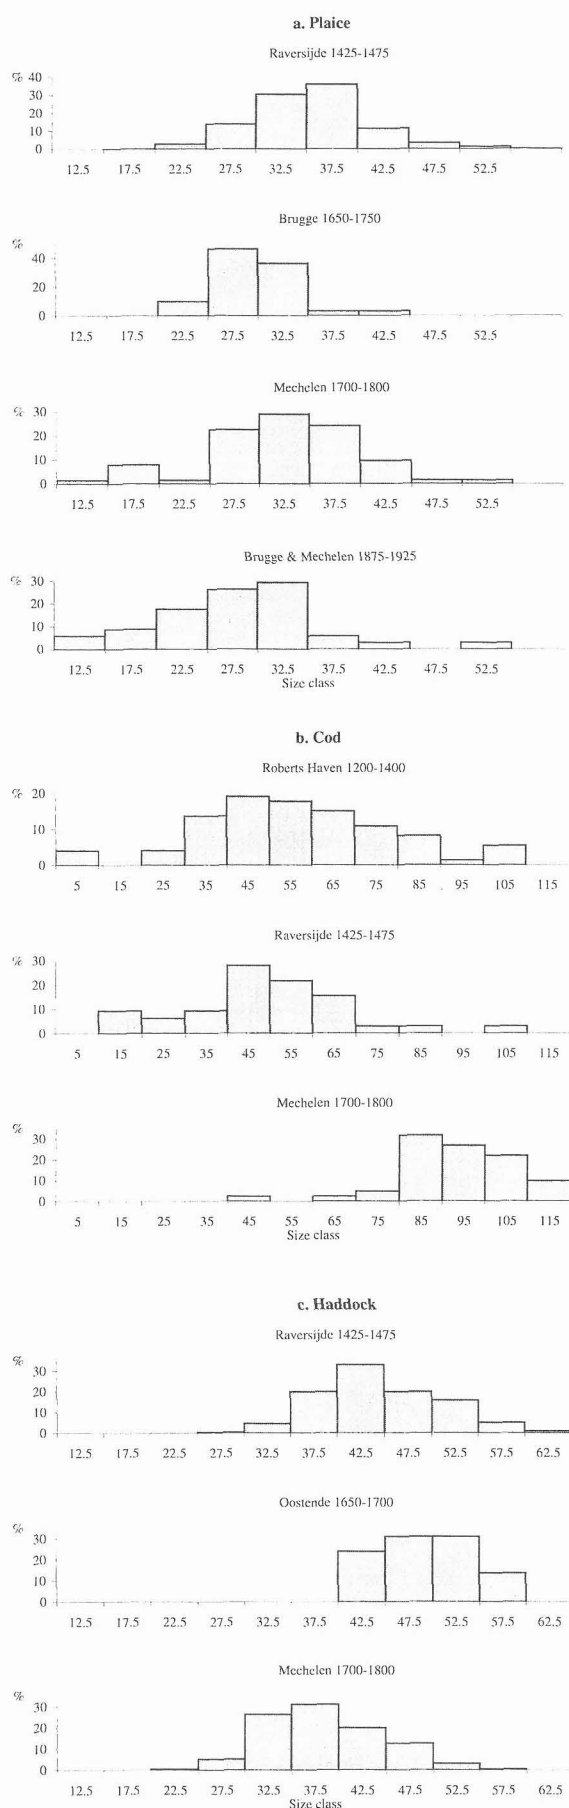 a. Plaice
Raversijde 1425-1475
% 40
30
20
10
0
12.5 17.5 22.5 27.5 32.5 37.5 42.5 47.5 52.5
Brugge 1650-1750
%
40
20
0
12.5 17.5 22.5 27.5 32.5 37.5 42.5 47.5 52.5
Mechelen 1700-1800
% 30
20
10
0
12.5 17.5 22.5 27.5 32.5 37.5 42.5 47.5 52.5
Brugge & Mechelen 1875-1925
% 30
20
10
0
12.5 17.5 22.5 27.5 32.5 37.5 42.5 47.5 52.5
Size class
b. Cod
Roberts Haven 1200-1400
% 20
10
0
5 15 25 35 45 55 65 75 85 95 105 115
Raversijde 1425-1475
% 30
20
10
0
5 15 25 35 45 55 65 75 85 95 105 115
Mechelen 1700-1800
%
30
20
10
0
5 15 25 35 45 55 65 75 85 95 105 115
Size class
c. Haddock
Raversijde 1425-1475
%
30
20
10
0
12.5 17.5 22.5 27.5 32.5 37.5 42.5 47.5 52.5 57.5 62.5
Oostende 1650-1700
%
30
20
10
0
12.5 17.5 22.5 27.5 32.5 37.5 42.5 47.5 52.5 57.5 62.5
Mechelen 1700-1800
%
30
20
10
0
12.5 17.5 22.5 27.5 32.5 37.5 42.5 47.5 52.5 57.5 62.5
Size class